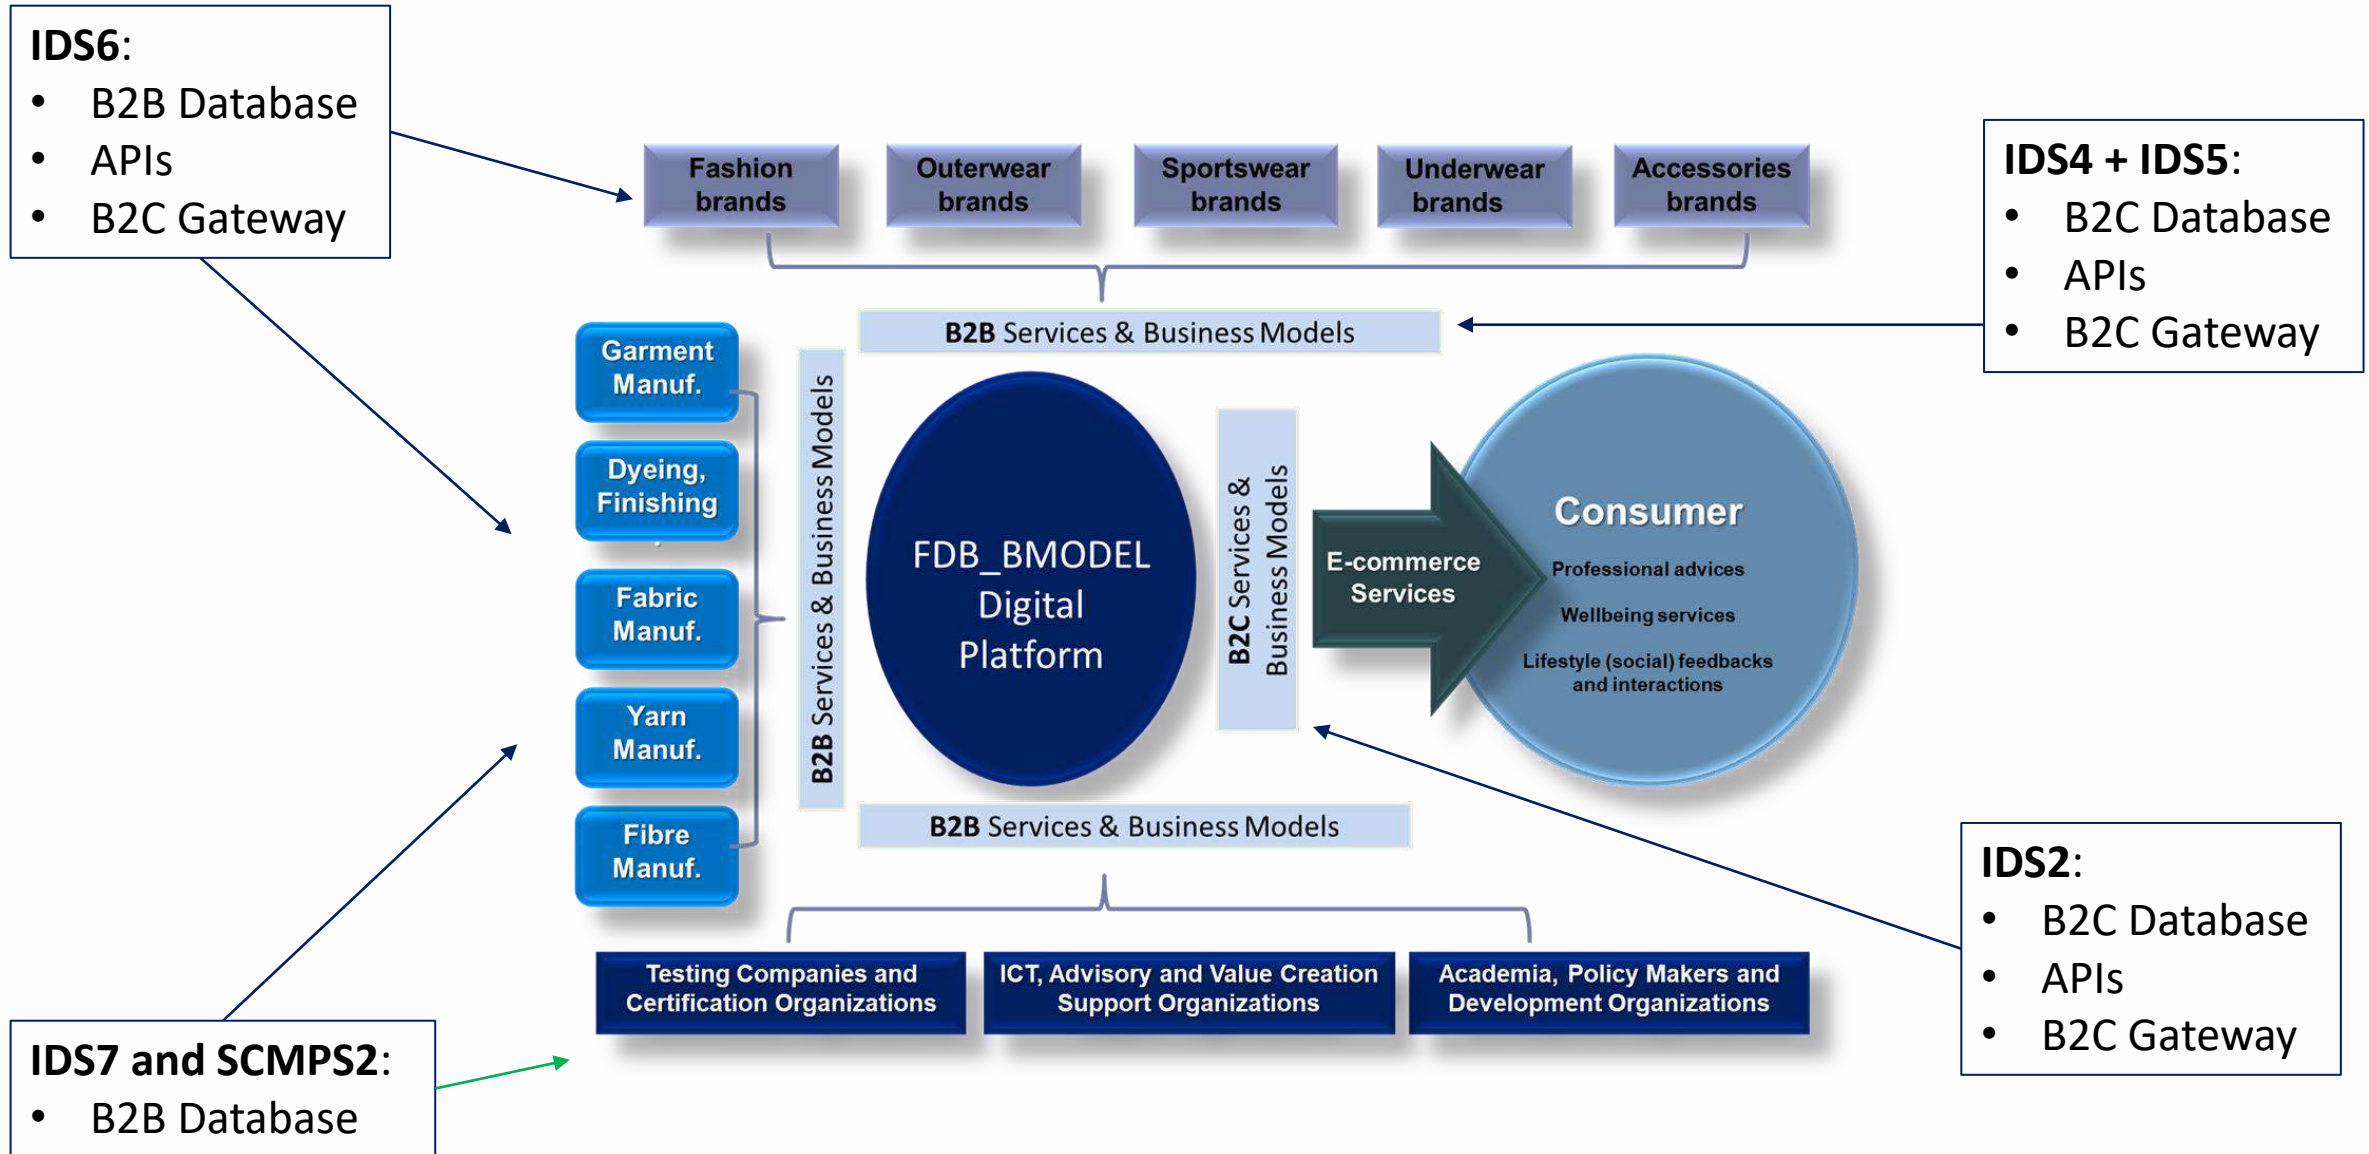 IDS6:
• B2B Database
• APIs
• B2C Gateway
Fashion
brands
Outerwear
brands
Sportswear
brands
Underwear
brands
Accessories
brands
IDS4 + IDS5:
• B2C Database
• APIs
• B2C Gateway
B2B Services & Business Models
Garment
Manuf.
Dyeing,
Finishing
Fabric
Manuf.
Yarn
Manuf.
Fibre
Manuf.
B2B Services & Business Models
FDB_BMODEL
Digital
Platform
B2C Services &
Business Models
E-commerce
Services
Consumer
Professional advices
Wellbeing services
Lifestyle (social) feedbacks
and interactions
B2B Services & Business Models
Testing Companies and
Certification Organizations
ICT, Advisory and Value Creation
Support Organizations
Academia, Policy Makers and
Development Organizations
IDS2:
• B2C Database
• APIs
• B2C Gateway
IDS7 and SCMPS2:
• B2B Database